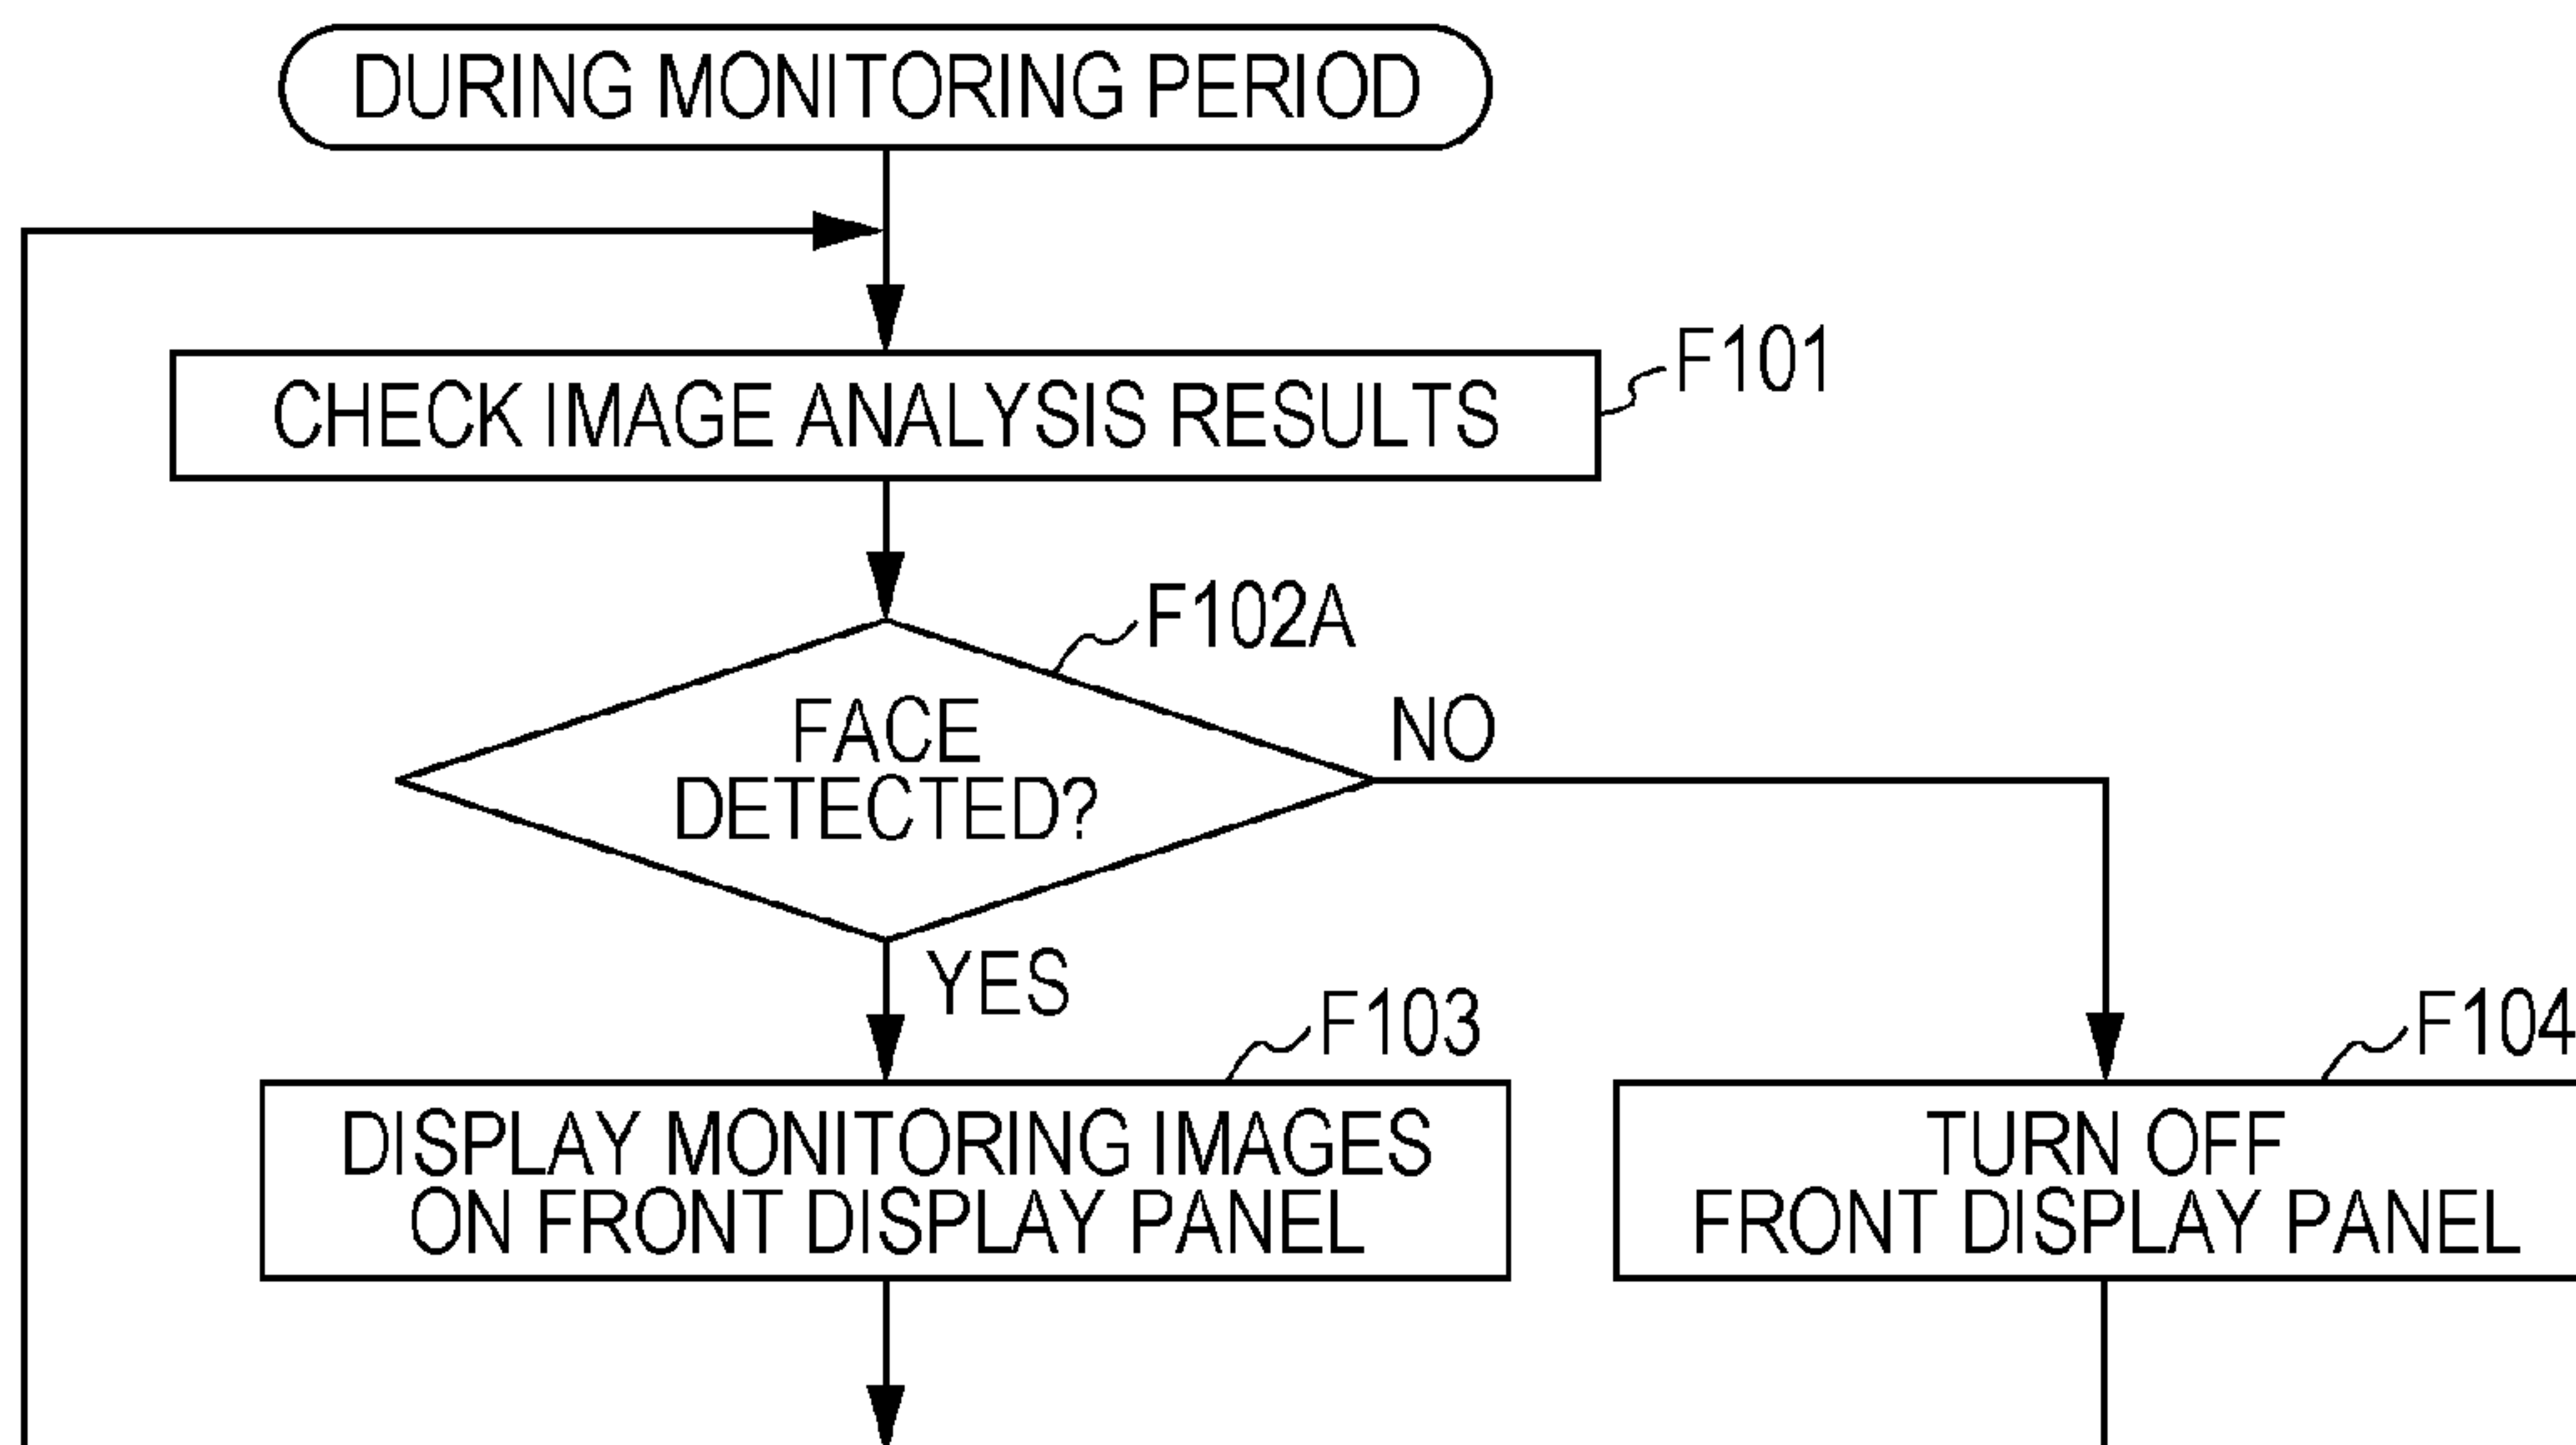 DURING MONITORING PERIOD
CHECK IMAGE ANALYSIS RESULTS
F101
F102A
FACE
DETECTED?
NO
YES
F103
DISPLAY MONITORING IMAGES
ON FRONT DISPLAY PANEL
F104
TURN OFF
FRONT DISPLAY PANEL